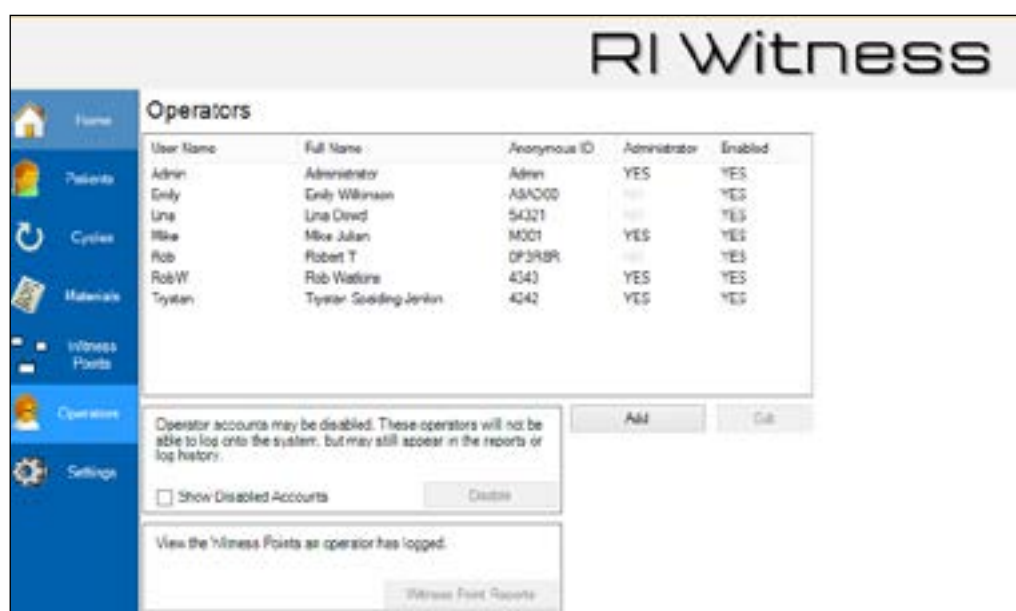 RI Witness
Home
Patients
Cycles
Materials
Witness
Points
Operators
Settings
Operators
User Name Full Name Anonymous ID Administrator Enabled
Admin Administrator Admin YES YES
Emily Emily Wilkinson YES
Lina Lina Dowd 54321 YES
Mike Mike Julian M001 YES YES
Rob Robert T YES
RobW Rob Watkins 4343 YES YES
Trystan Trystan 4242 YES YES
Add
Edit
Operator accounts may be disabled. These operators will not be
able to log onto the system, but may still appear in the reports or
log history.
Show Disabled Accounts
Disable
View the Witness Points an operator has logged.
Witness Point Reports